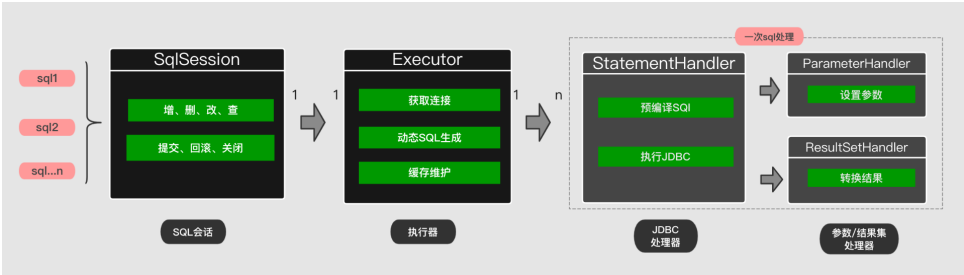 一次sql处理
SqlSession
Executor
StatementHandler
ParameterHandler
sql1
增、删、改、查
1
1
获取连接
1
n
预编译SQl
设置参数
sql2
提交、回滚、关闭
动态SQL生成
执行JDBC
ResultSetHandler
sql...n
缓存维护
转换结果
SQL会话
执行器
JDBC
处理器
参数/结果集
处理器